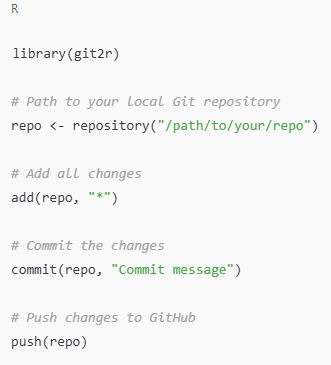 R
library(git2r)
# Path to your local Git repository
repo <- repository("/path/to/your/repo")
# Add all changes
add(repo, "*")
# Commit the changes
commit(repo, "Commit message")
# Push changes to GitHub
push(repo)